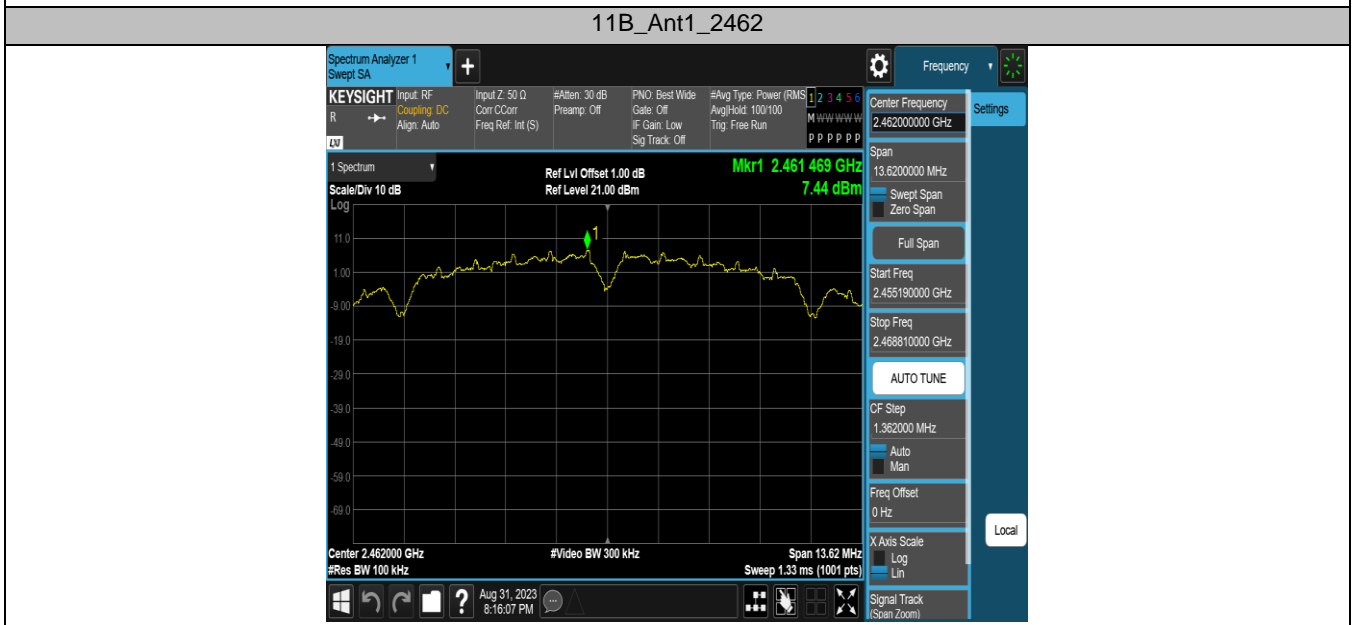 11B_Ant1_2462
Spectrum Analyzer 1
Swept SA
Frequency
KEYSIGHT
R
LXI
Input: RF
Coupling: DC
Align: Auto
Input Z: 50 Ω
Corr CCorr
Freq Ref: Int (S)
#Atten: 30 dB
Preamp: Off
PNO: Best Wide
Gate: Off
IF Gain: Low
Sig Track: Off
#Avg Type: Power (RMS
Avg|Hold: 100/100
Trig: Free Run
1 2 3 4 5 6
M W W W W W
P P P P P P
1 Spectrum
Scale/Div 10 dB
Log
Ref Lvl Offset 1.00 dB
Ref Level 21.00 dBm
Mkr1 2.461 469 GHz
7.44 dBm
1
11.0
1.00
-9.00
-19.0
-29.0
-39.0
-49.0
-59.0
-69.0
Center 2.462000 GHz
#Res BW 100 kHz
#Video BW 300 kHz
Span 13.62 MHz
Sweep 1.33 ms (1001 pts)
Center Frequency
2.462000000 GHz
Settings
Span
13.6200000 MHz
Swept Span
Zero Span
Full Span
Start Freq
2.455190000 GHz
Stop Freq
2.468810000 GHz
AUTO TUNE
CF Step
1.362000 MHz
Auto
Man
Freq Offset
0 Hz
X Axis Scale
Log
Lin
Signal Track
(Span Zoom)
Local
?
Aug 31, 2023
8:16:07 PM